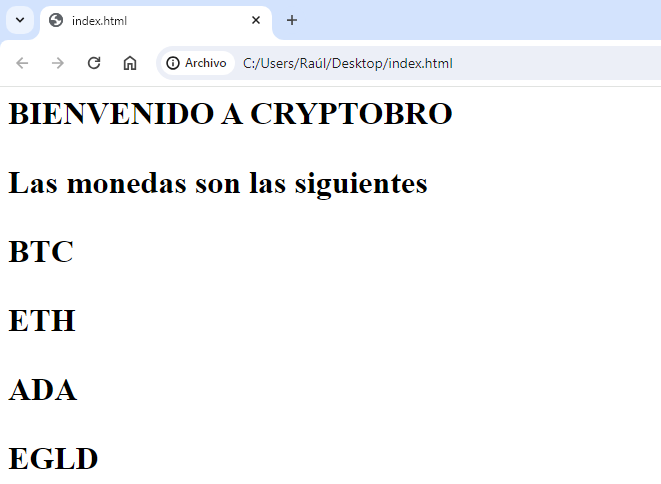 index.html
Archivo C:/Users/Raúl/Desktop/index.html
BIENVENIDO A CRYPTOBRO
Las monedas son las siguientes
BTC
ETH
ADA
EGLD